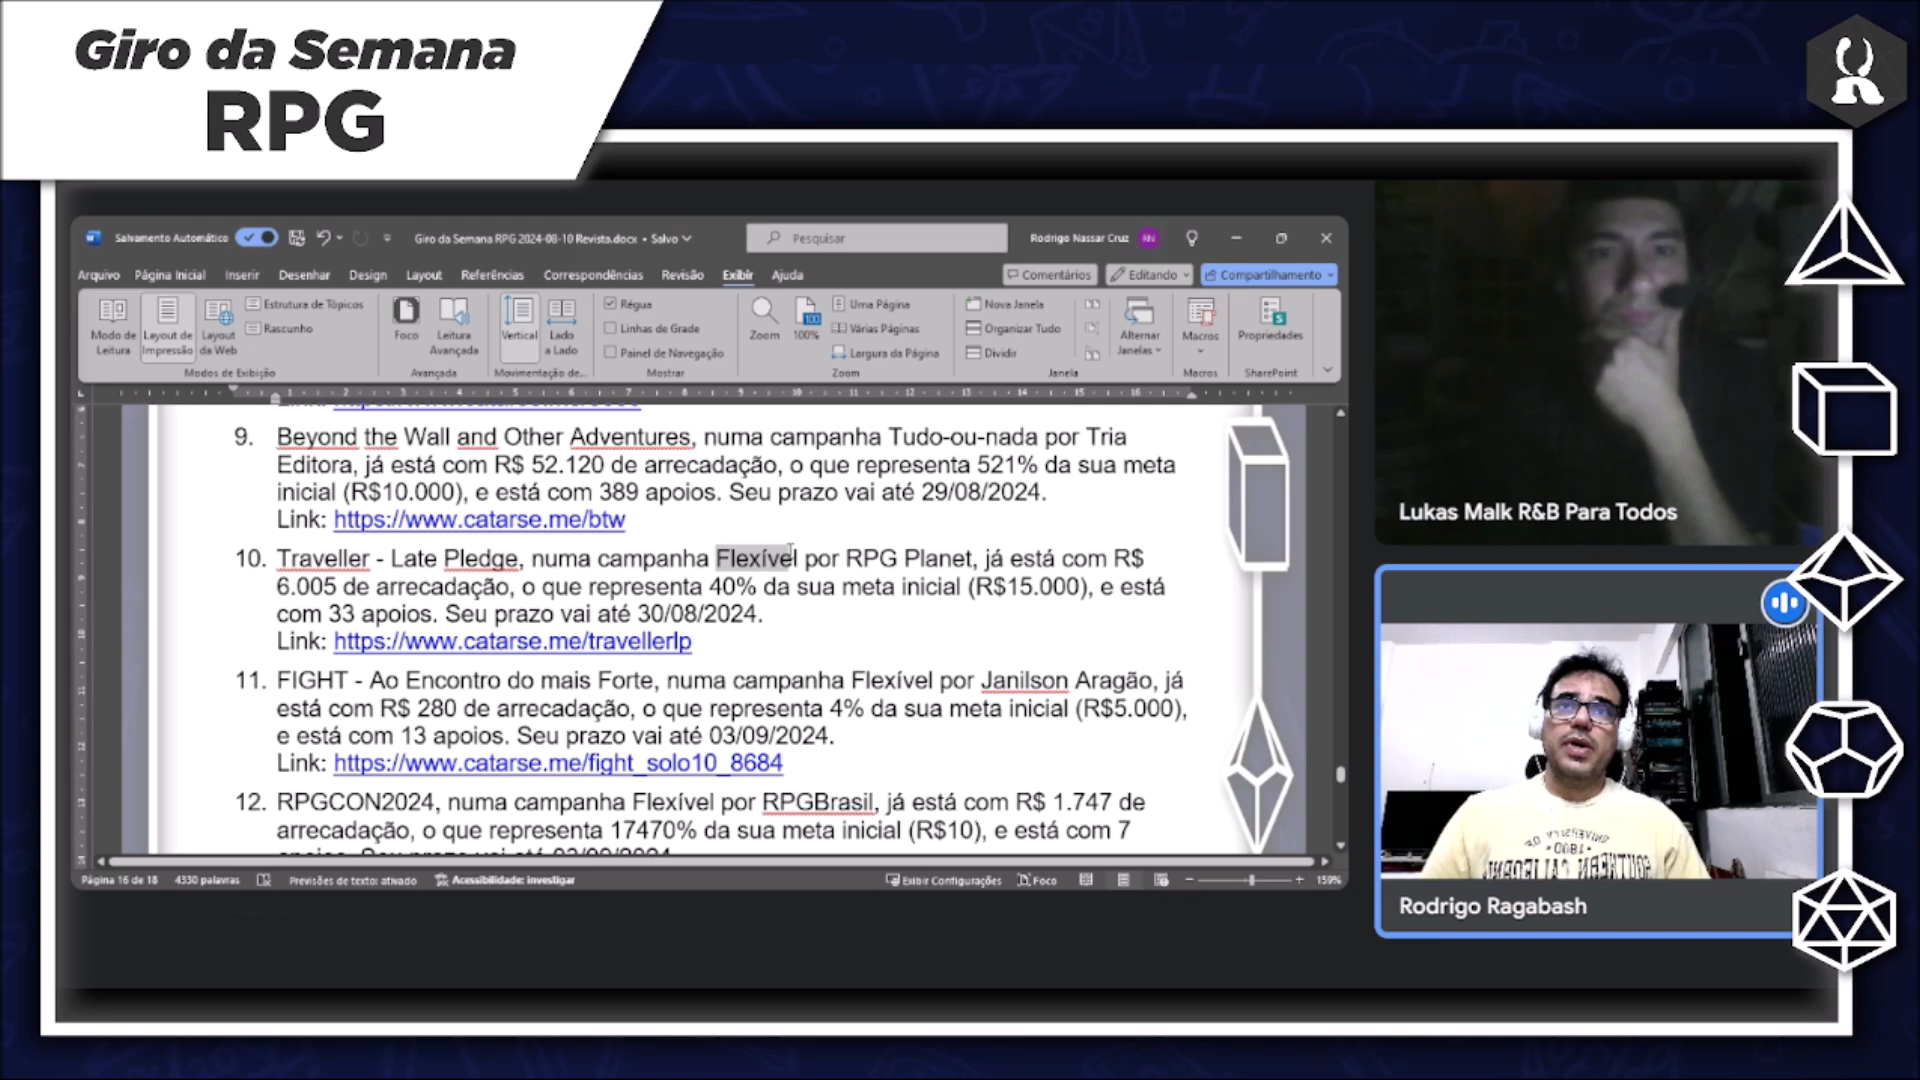 Giro da Semana
RPG
Salvamento Automático
Giro da Semana RPG 2024-08-10 Revista.docx • Salvo
Pesquisar
Rodrigo Nassar Cruz
RN
Arquivo Página Inicial Inserir Desenhar Design Layout Referências Correspondências Revisão Exibir Ajuda
Comentários Editando Compartilhamento
Modo de Leitura
Layout de Impressão
Layout da Web
Estrutura de Tópicos
Rascunho
Modos de Exibição
Foco
Leitura Avançada
Avançada
Vertical
Lado a Lado
Movimentação de...
Régua
Linhas de Grade
Painel de Navegação
Mostrar
Zoom
100%
Uma Página
Várias Páginas
Largura da Página
Zoom
Nova Janela
Organizar Tudo
Dividir
Alternar Janelas
Janela
Macros
Macros
Propriedades
SharePoint
9. Beyond the Wall and Other Adventures, numa campanha Tudo-ou-nada por Tria
Editora, já está com R$ 52.120 de arrecadação, o que representa 521% da sua meta
inicial (R$10.000), e está com 389 apoios. Seu prazo vai até 29/08/2024.
Link: https://www.catarse.me/btw
10. Traveller - Late Pledge, numa campanha Flexível por RPG Planet, já está com R$
6.005 de arrecadação, o que representa 40% da sua meta inicial (R$15.000), e está
com 33 apoios. Seu prazo vai até 30/08/2024.
Link: https://www.catarse.me/travellerlp
11. FIGHT - Ao Encontro do mais Forte, numa campanha Flexível por Janilson Aragão, já
está com R$ 280 de arrecadação, o que representa 4% da sua meta inicial (R$5.000),
e está com 13 apoios. Seu prazo vai até 03/09/2024.
Link: https://www.catarse.me/fight_solo10_8684
12. RPGCON2024, numa campanha Flexível por RPGBrasil, já está com R$ 1.747 de
arrecadação, o que representa 17470% da sua meta inicial (R$10), e está com 7
Página 16 de 18 4330 palavras Previsões de texto: ativado Acessibilidade: investigar
Exibir Configurações Foco 159%
Lukas Malk R&B Para Todos
Rodrigo Ragabash